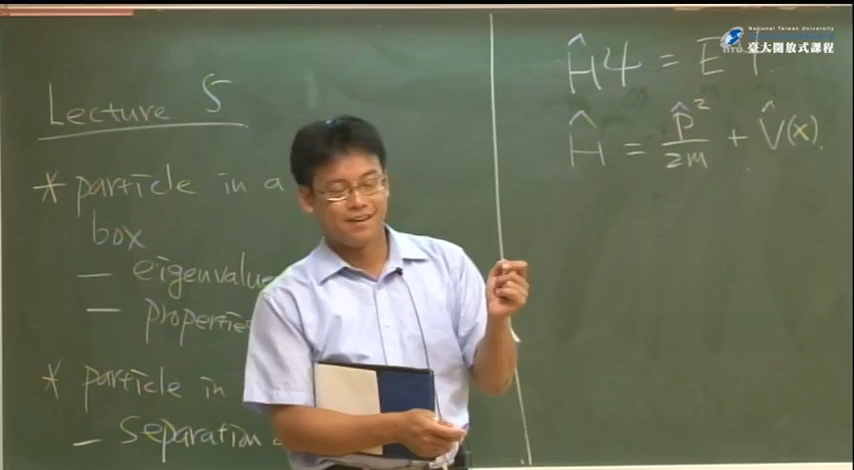 National Taiwan University
NTU 臺大開放式課程
Lecture 5
* particle in a
box
- eigenvalue
- properties
* particle in
- separation
ĤΨ = EΨ.
Ĥ = P̂²/2m + V̂(x).